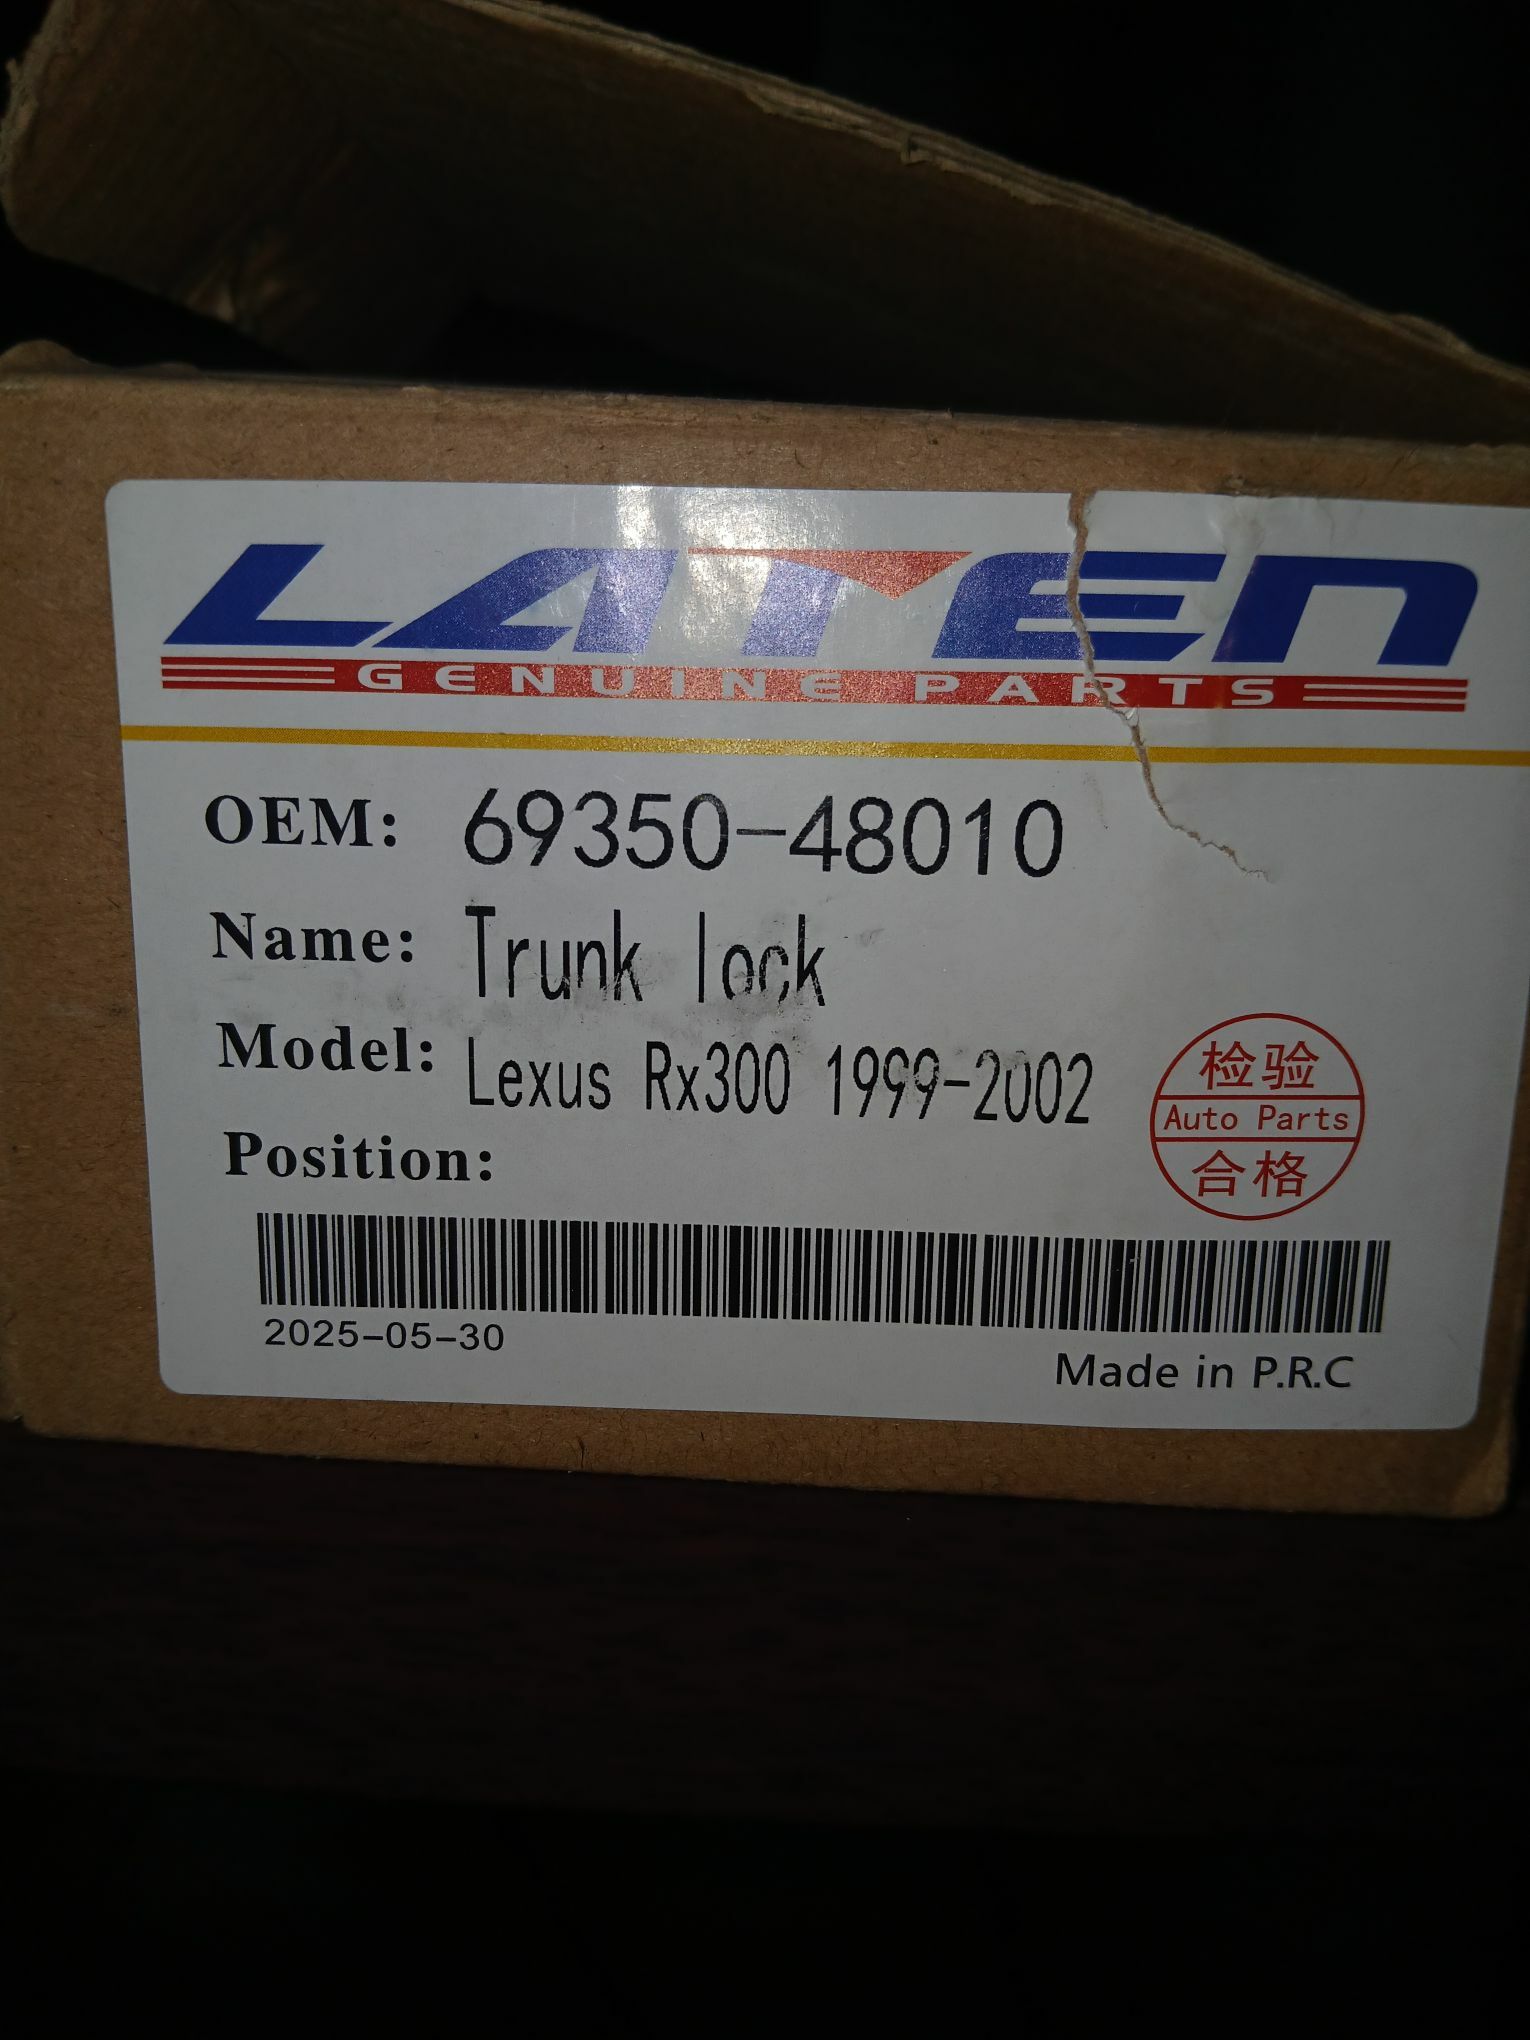 LATEN
GENUINE PARTS
OEM: 69350-48010
Name: Trunk lock
Model: Lexus Rx300 1999-2002
Position:
检验
Auto Parts
合格
2025-05-30
Made in P.R.C